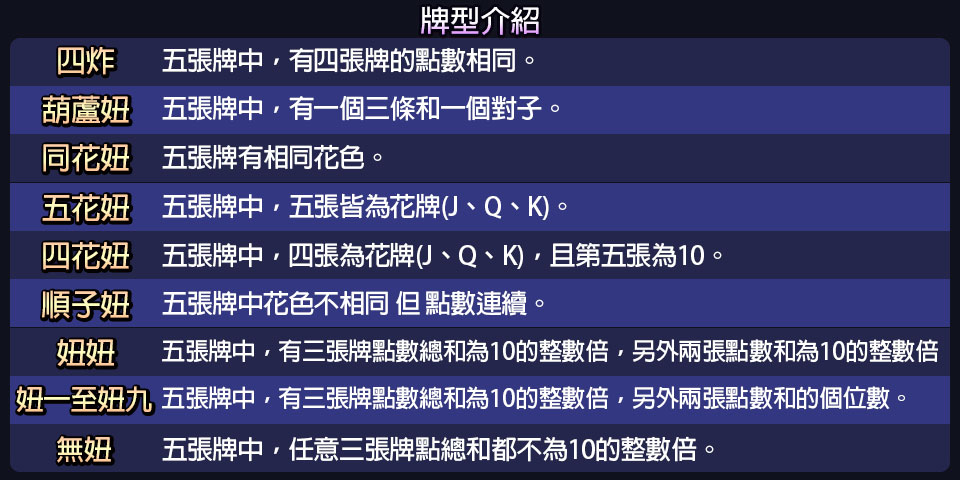 牌型介紹
四炸 五張牌中，有四張牌的點數相同。
葫蘆妞 五張牌中，有一個三條和一個對子。
同花妞 五張牌有相同花色。
五花妞 五張牌中，五張皆為花牌(J、Q、K)。
四花妞 五張牌中，四張為花牌(J、Q、K)，且第五張為10。
順子妞 五張牌中花色不相同 但 點數連續。
妞妞 五張牌中，有三張牌點數總和為10的整數倍，另外兩張點數和為10的整數倍
妞一至妞九 五張牌中，有三張牌點數總和為10的整數倍，另外兩張點數和的個位數。
無妞 五張牌中，任意三張牌點總和都不為10的整數倍。